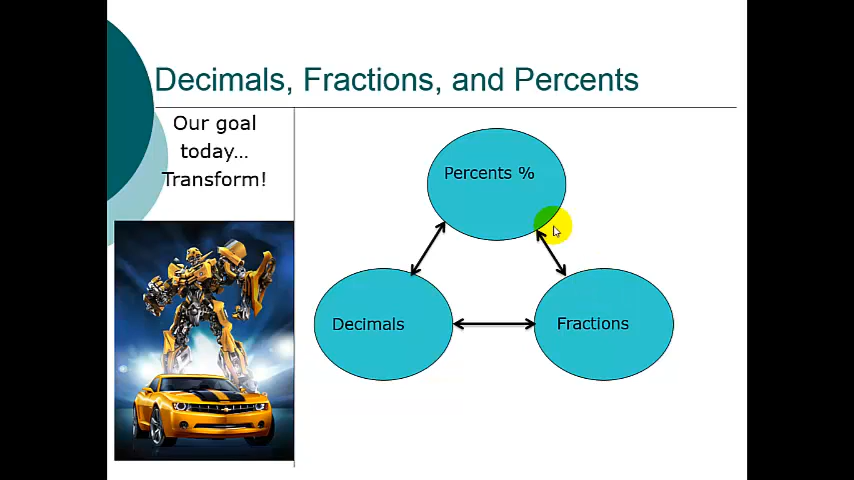 Decimals, Fractions, and Percents
Our goal
today...
Transform!
Percents %
Decimals
Fractions